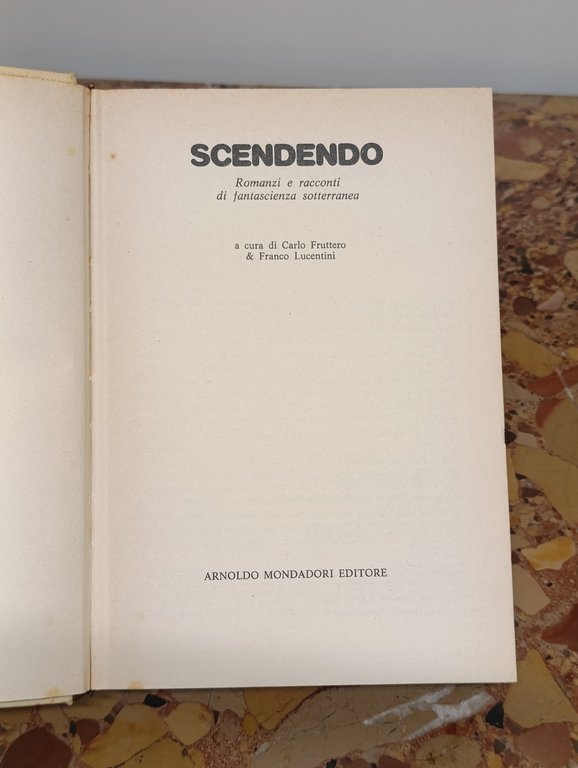 SCENDENDO
Romanzi e racconti
di fantascienza sotterranea
a cura di Carlo Fruttero
& Franco Lucentini
ARNOLDO MONDADORI EDITORE